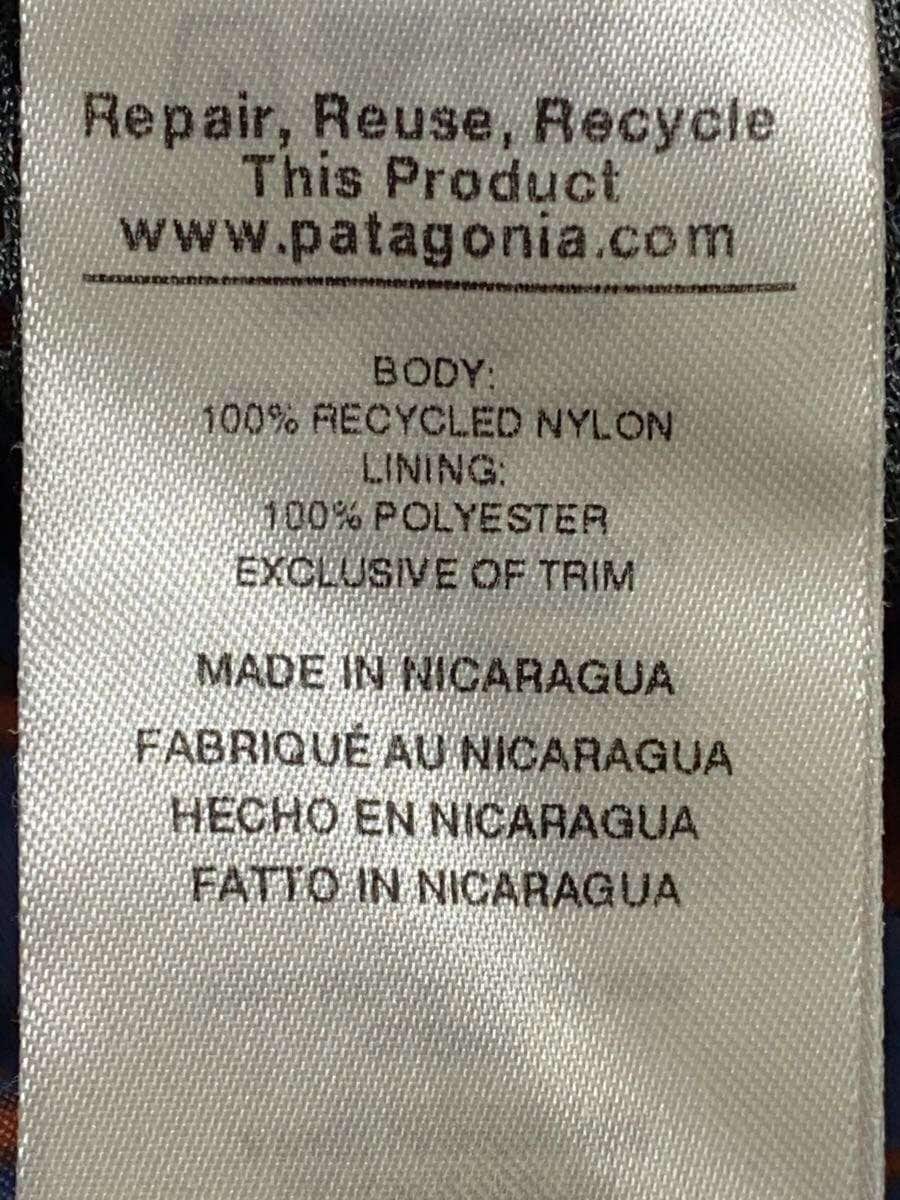 Repair, Reuse, Recycle
This Product
www.patagonia.com
BODY:
100% RECYCLED NYLON
LINING:
100% POLYESTER
EXCLUSIVE OF TRIM
MADE IN NICARAGUA
FABRIQUÉ AU NICARAGUA
HECHO EN NICARAGUA
FATTO IN NICARAGUA